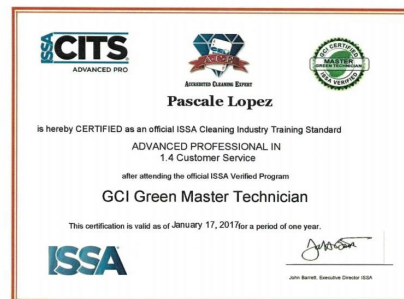 ISSA CITS
ADVANCED PRO
ACE
ACCREDITED CLEANING EXPERT
GCI CERTIFIED
MASTER
GREEN TECHNICIAN
ISSA VERIFIED
Pascale Lopez
is hereby CERTIFIED as an official ISSA Cleaning Industry Training Standard
ADVANCED PROFESSIONAL IN
1.4 Customer Service
after attending the official ISSA Verified Program
GCI Green Master Technician
This certification is valid as of January 17, 2017 for a period of one year.
ISSA
John Barrett, Executive Director ISSA